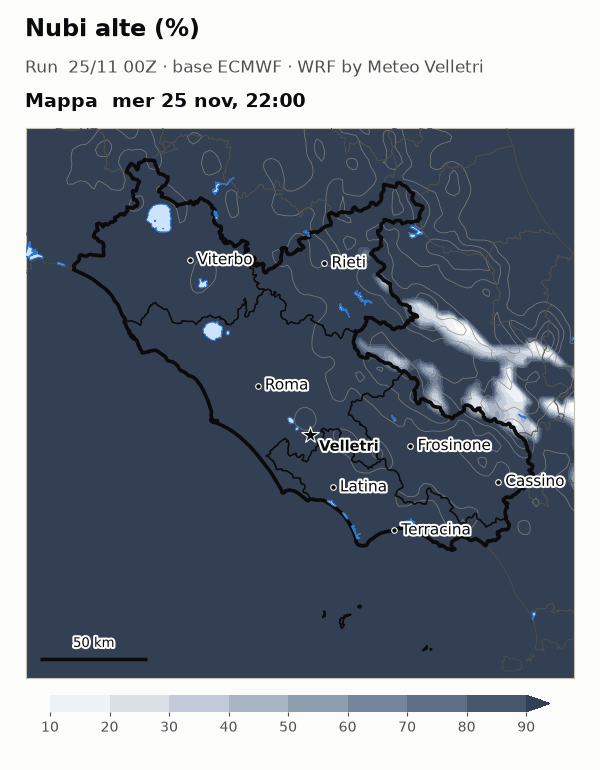 Nubi alte (%)
Run 25/11 00Z · base ECMWF · WRF by Meteo Velletri
Mappa mer 25 nov, 22:00
Viterbo
Rieti
Roma
Velletri
Frosinone
Cassino
Latina
Terracina
50 km
10 20 30 40 50 60 70 80 90